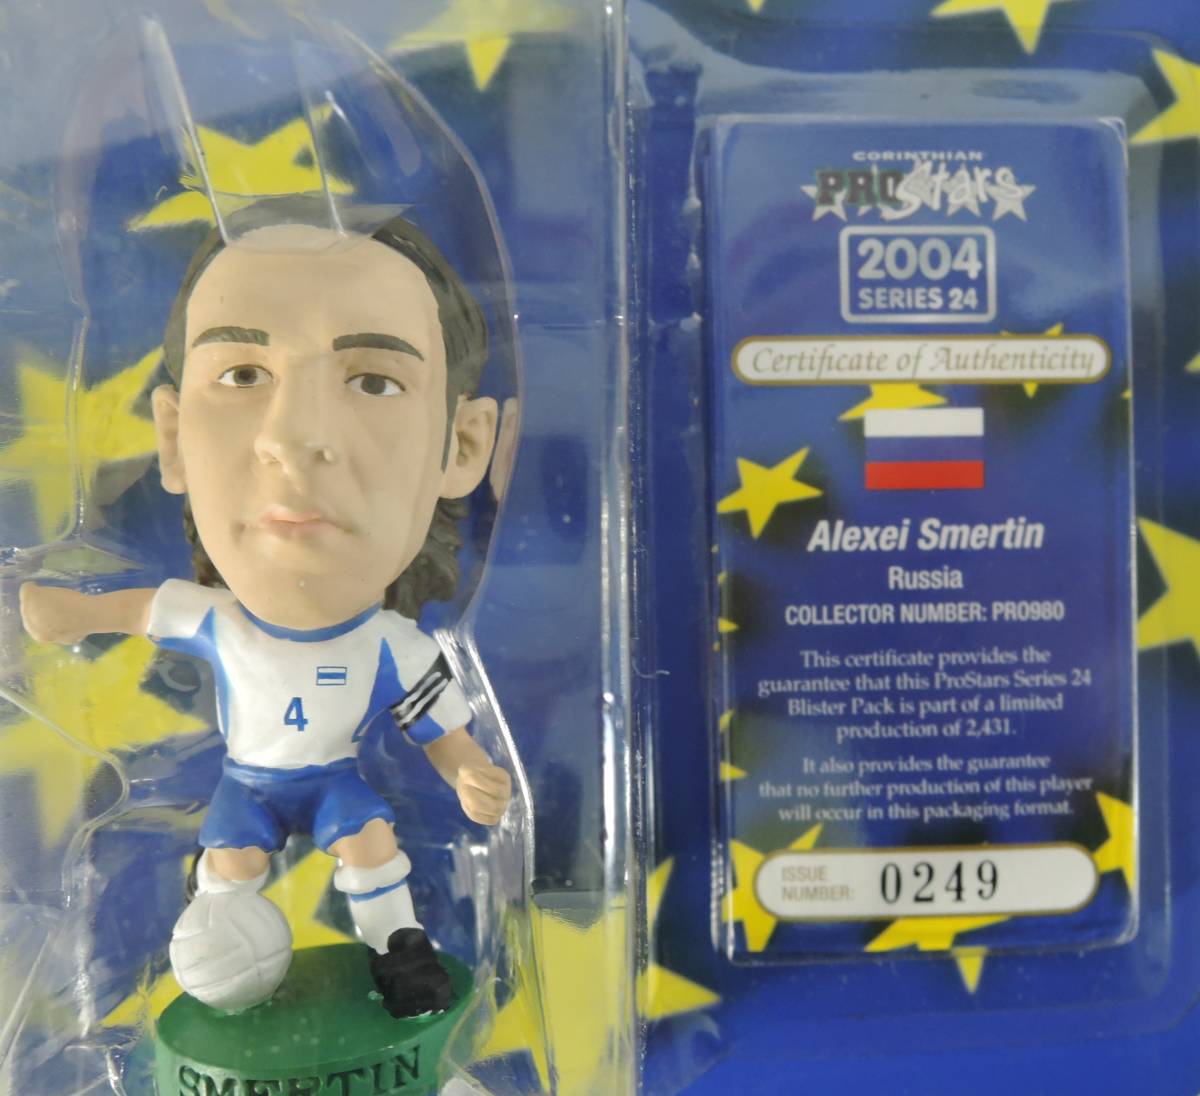 CORINTHIAN
PROStars
2004
SERIES 24
Certificate of Authenticity
Alexei Smertin
Russia
COLLECTOR NUMBER: PRO980
This certificate provides the
guarantee that this ProStars Series 24
Blister Pack is part of a limited
production of 2,431.
It also provides the guarantee
that no further production of this player
will occur in this packaging format.
ISSUE
NUMBER: 0249
4
SMERTIN